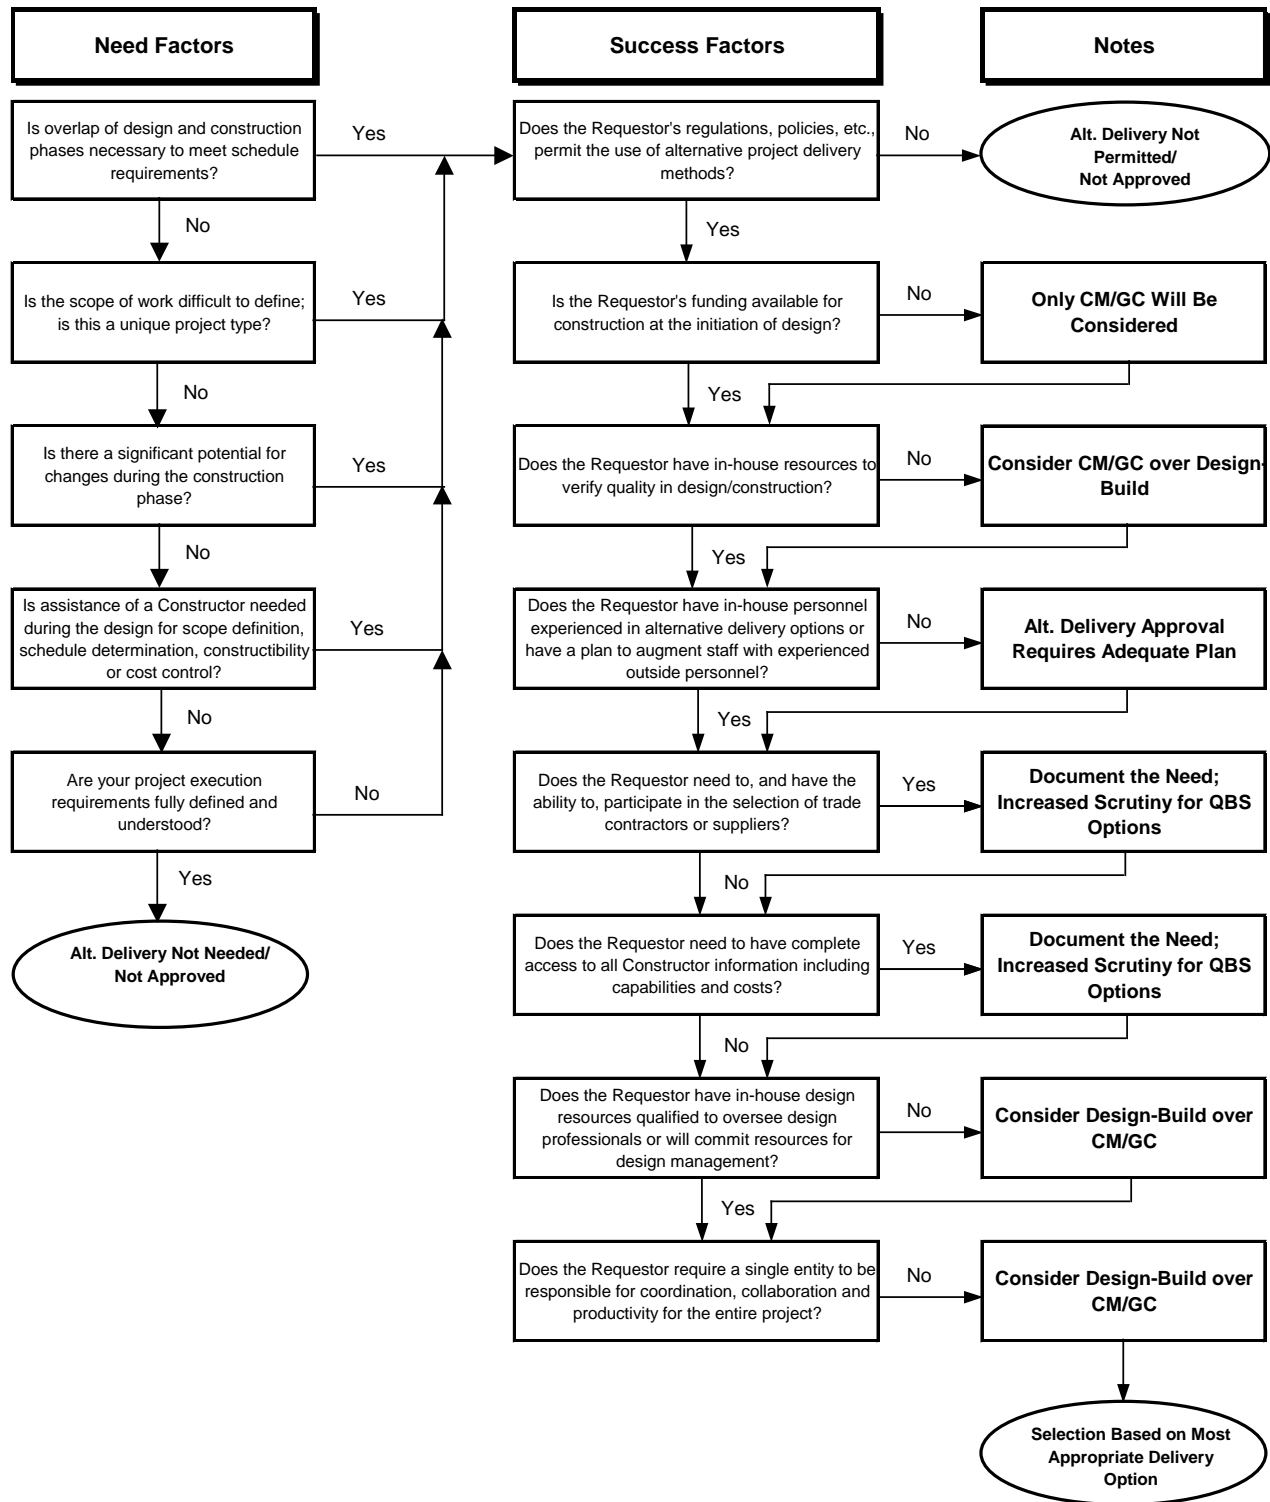 Need Factors
Success Factors
Notes
Is overlap of design and construction
phases necessary to meet schedule
requirements?
Yes
Does the Requestor's regulations, policies, etc.,
permit the use of alternative project delivery
methods?
No
Alt. Delivery Not
Permitted/
Not Approved
No
Yes
Is the scope of work difficult to define;
is this a unique project type?
Yes
Is the Requestor's funding available for
construction at the initiation of design?
No
Only CM/GC Will Be
Considered
No
Yes
Is there a significant potential for
changes during the construction
phase?
Yes
Does the Requestor have in-house resources to
verify quality in design/construction?
No
Consider CM/GC over Design-
Build
No
Yes
Is assistance of a Constructor needed
during the design for scope definition,
schedule determination, constructibility
or cost control?
Yes
Does the Requestor have in-house personnel
experienced in alternative delivery options or
have a plan to augment staff with experienced
outside personnel?
No
Alt. Delivery Approval
Requires Adequate Plan
No
Yes
Are your project execution
requirements fully defined and
understood?
No
Does the Requestor need to, and have the
ability to, participate in the selection of trade
contractors or suppliers?
Yes
Document the Need;
Increased Scrutiny for QBS
Options
Yes
No
Alt. Delivery Not Needed/
Not Approved
Does the Requestor need to have complete
access to all Constructor information including
capabilities and costs?
Yes
Document the Need;
Increased Scrutiny for QBS
Options
No
Does the Requestor have in-house design
resources qualified to oversee design
professionals or will commit resources for
design management?
No
Consider Design-Build over
CM/GC
Yes
Does the Requestor require a single entity to be
responsible for coordination, collaboration and
productivity for the entire project?
No
Consider Design-Build over
CM/GC
Selection Based on Most
Appropriate Delivery
Option